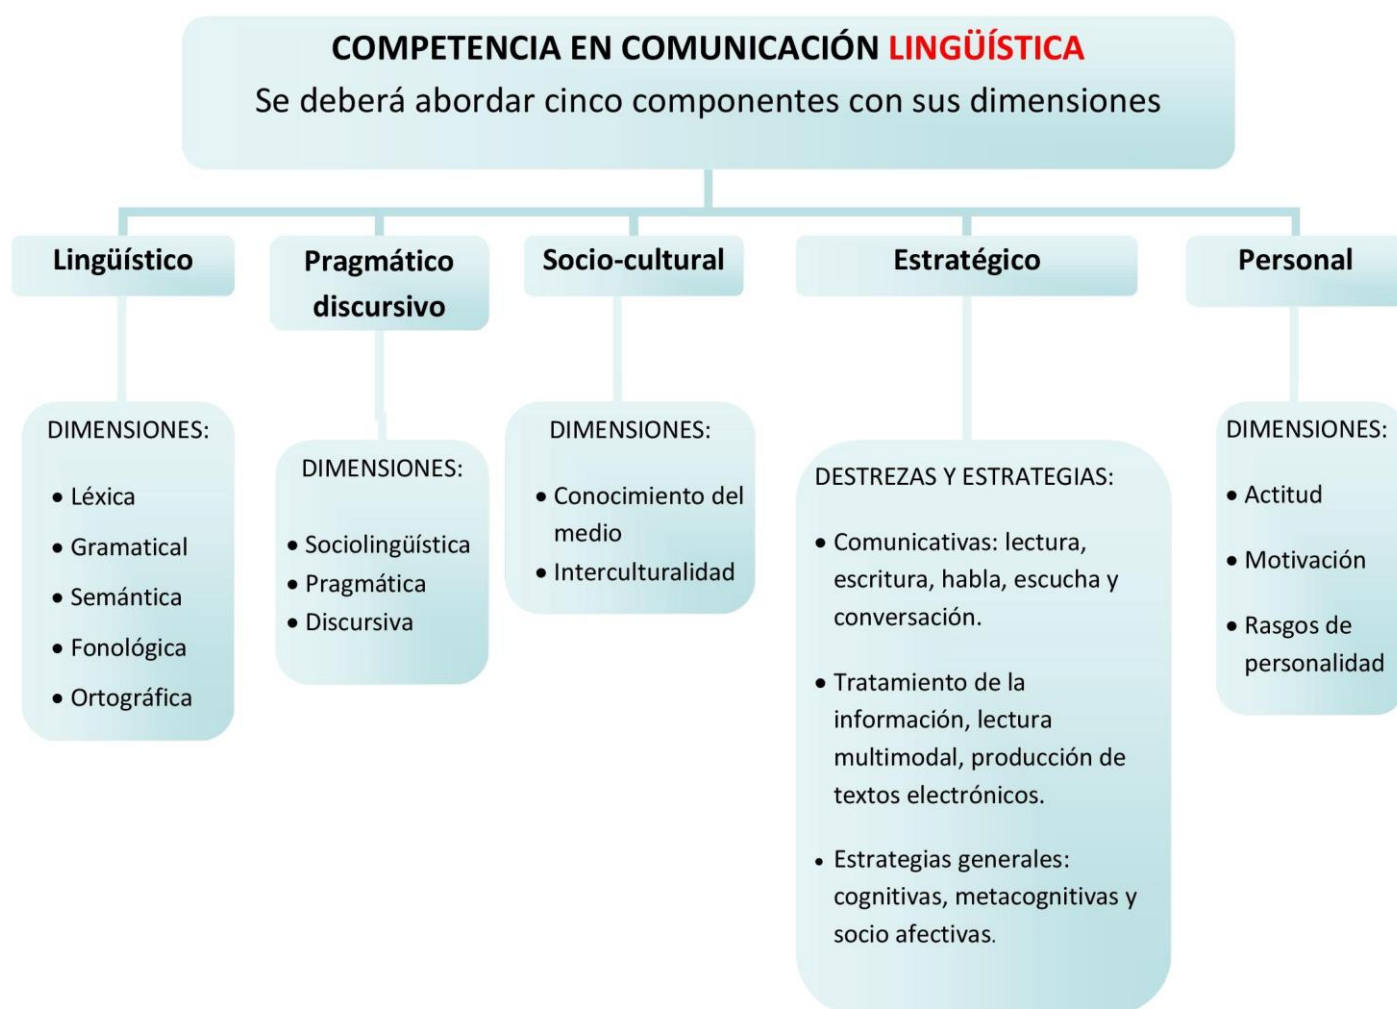 COMPETENCIA EN COMUNICACIÓN LINGÜÍSTICA
Se deberá abordar cinco componentes con sus dimensiones
Lingüístico
Pragmático
discursivo
Socio-cultural
Estratégico
Personal
DIMENSIONES:
• Léxica
• Gramatical
• Semántica
• Fonológica
• Ortográfica
DIMENSIONES:
• Sociolingüística
• Pragmática
• Discursiva
DIMENSIONES:
• Conocimiento del
medio
• Interculturalidad
DESTREZAS Y ESTRATEGIAS:
• Comunicativas: lectura,
escritura, habla, escucha y
conversación.
• Tratamiento de la
información, lectura
multimodal, producción de
textos electrónicos.
• Estrategias generales:
cognitivas, metacognitivas y
socio afectivas.
DIMENSIONES:
• Actitud
• Motivación
• Rasgos de
personalidad